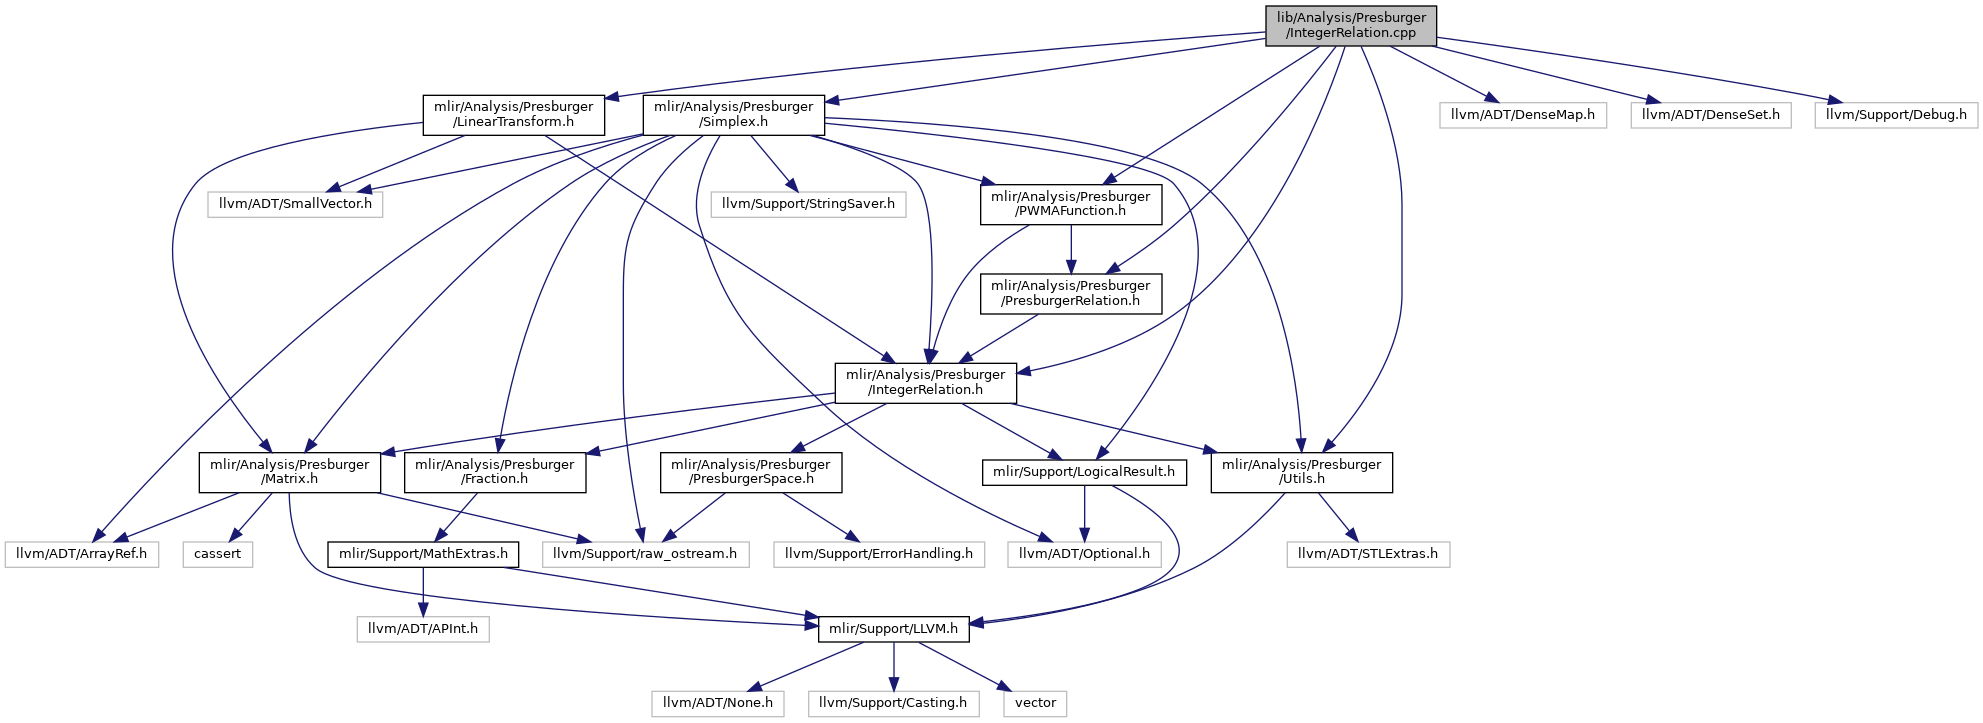 lib/Analysis/Presburger
/IntegerRelation.cpp
mlir/Analysis/Presburger
/LinearTransform.h
mlir/Analysis/Presburger
/Simplex.h
llvm/ADT/DenseMap.h
llvm/ADT/DenseSet.h
llvm/Support/Debug.h
llvm/ADT/SmallVector.h
llvm/Support/StringSaver.h
mlir/Analysis/Presburger
/PWMAFunction.h
mlir/Analysis/Presburger
/PresburgerRelation.h
mlir/Analysis/Presburger
/IntegerRelation.h
mlir/Analysis/Presburger
/Matrix.h
mlir/Analysis/Presburger
/Fraction.h
mlir/Analysis/Presburger
/PresburgerSpace.h
mlir/Support/LogicalResult.h
mlir/Analysis/Presburger
/Utils.h
llvm/ADT/ArrayRef.h
cassert
mlir/Support/MathExtras.h
llvm/Support/raw_ostream.h
llvm/Support/ErrorHandling.h
llvm/ADT/Optional.h
llvm/ADT/STLExtras.h
llvm/ADT/APInt.h
mlir/Support/LLVM.h
llvm/ADT/None.h
llvm/Support/Casting.h
vector